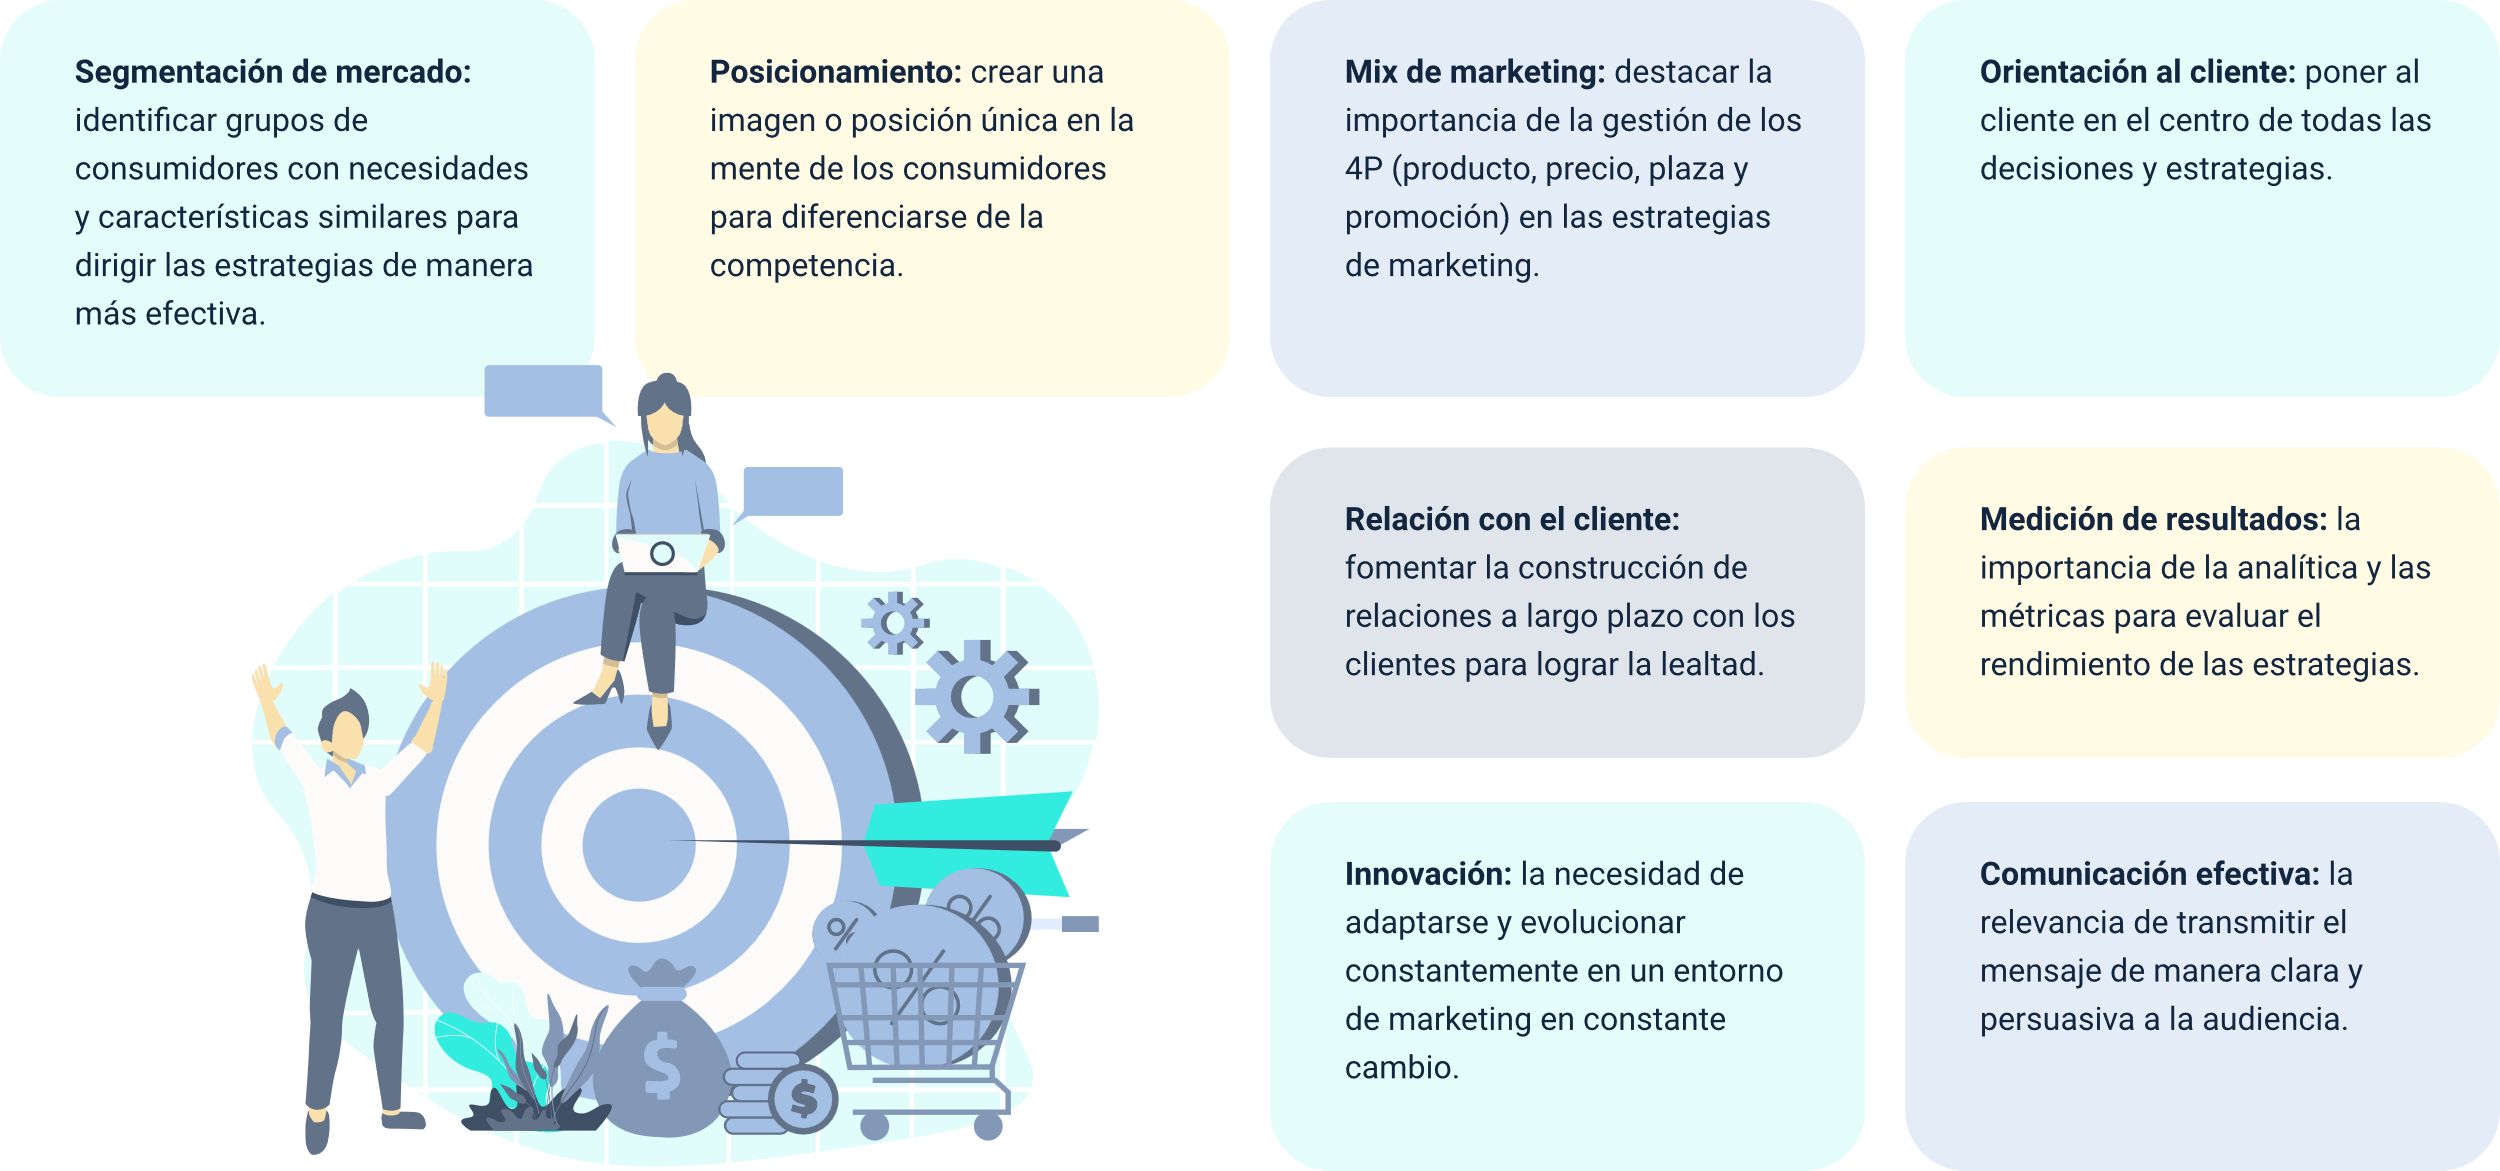 Segmentación de mercado:
identificar grupos de
consumidores con necesidades
y características similares para
dirigir las estrategias de manera
más efectiva.
Posicionamiento: crear una
imagen o posición única en la
mente de los consumidores
para diferenciarse de la
competencia.
Mix de marketing: destacar la
importancia de la gestión de los
4P (producto, precio, plaza y
promoción) en las estrategias
de marketing.
Orientación al cliente: poner al
cliente en el centro de todas las
decisiones y estrategias.
Relación con el cliente:
fomentar la construcción de
relaciones a largo plazo con los
clientes para lograr la lealtad.
Medición de resultados: la
importancia de la analítica y las
métricas para evaluar el
rendimiento de las estrategias.
Innovación: la necesidad de
adaptarse y evolucionar
constantemente en un entorno
de marketing en constante
cambio.
Comunicación efectiva: la
relevancia de transmitir el
mensaje de manera clara y
persuasiva a la audiencia.